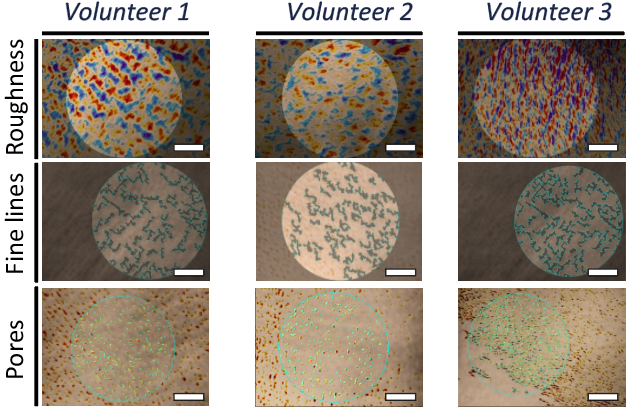 Volunteer 1 Volunteer 2 Volunteer 3
Roughness
Fine lines
Pores